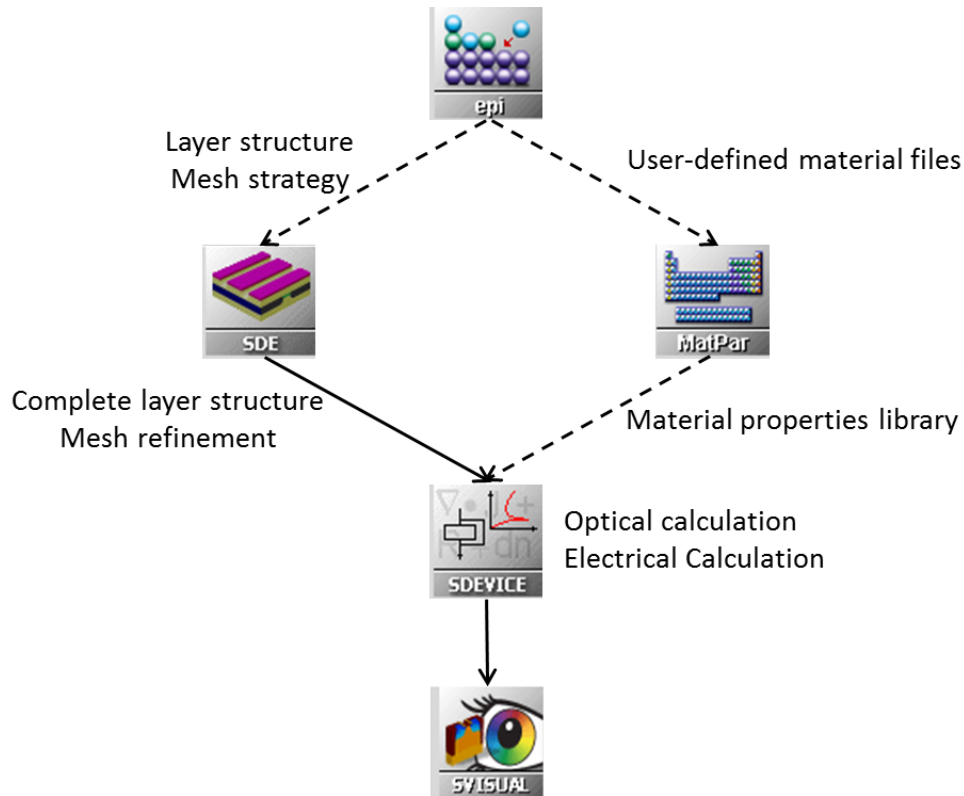 epi
Layer structure
Mesh strategy
User-defined material files
SDE
MatPar
Complete layer structure
Mesh refinement
Material properties library
SDEVICE
Optical calculation
Electrical Calculation
SVISUAL